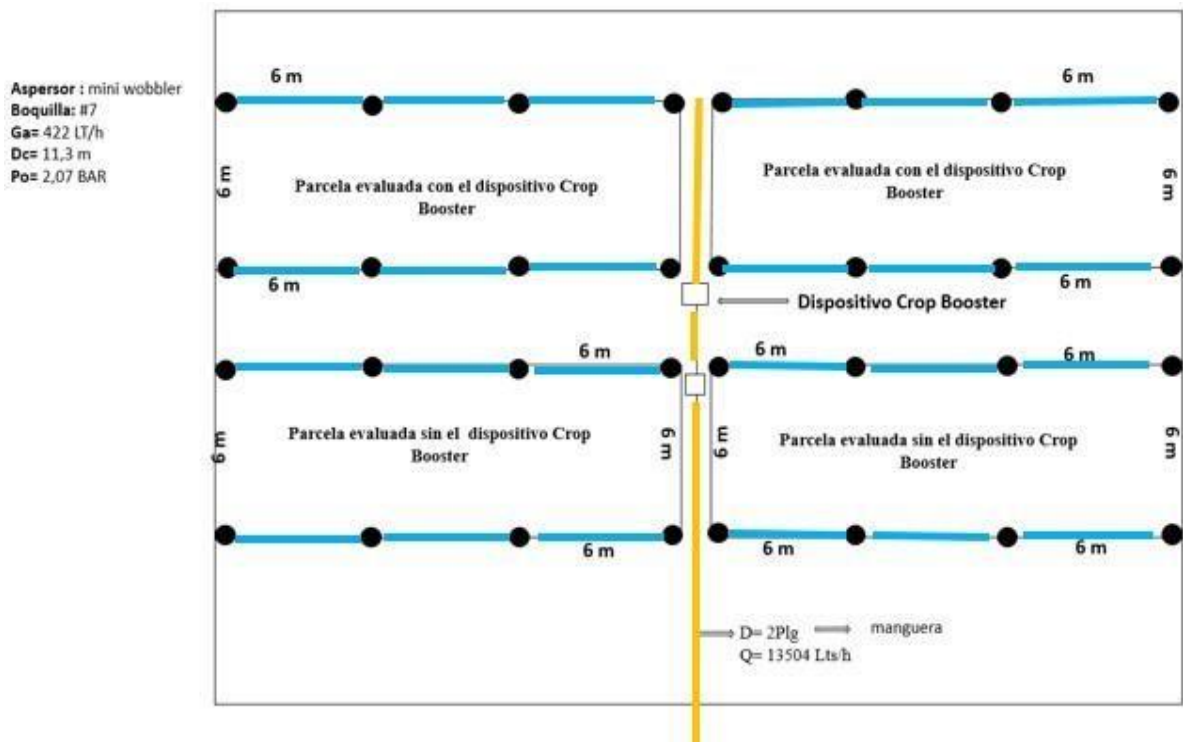 6 m
6 m
Aspersor : mini wobbler
Boquilla: #7
Ga= 422 LT/h
Dc= 11,3 m
Po= 2,07 BAR
6 m
Parcela evaluada con el dispositivo Crop
Booster
Parcela evaluada con el dispositivo Crop
Booster
6 m
6 m
6 m
Dispositivo Crop Booster
6 m
6 m
6 m
6 m
Parcela evaluada sin el dispositivo Crop
Booster
6 m
6 m
Parcela evaluada sin el dispositivo Crop
Booster
6 m
6 m
6 m
6 m
D= 2Plg
manguera
Q= 13504 Lts/h